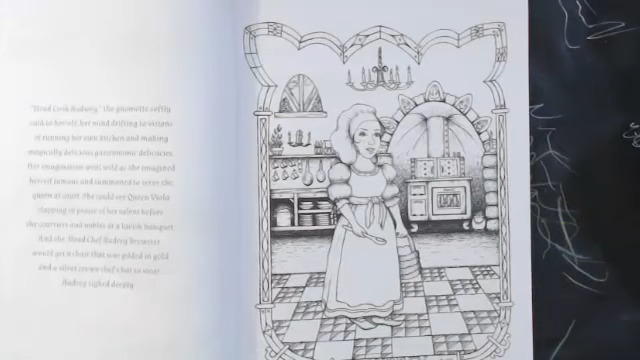 "Head Cook Audrey," the gnomette softly
said to herself, her mind drifting to visions
of running her own kitchen and making
magically delicious gastronomic delicacies.
Her imagination went wild as she imagined
herself famous and summoned to serve the
queen at court. She could see Queen Viola
clapping in praise of her talent before
the courtiers and nobles at a lavish banquet.
And she, Head Chef Audrey Brewster
would get a chair that was gilded in gold
and a silver crown chef's hat to wear.
Audrey sighed deeply